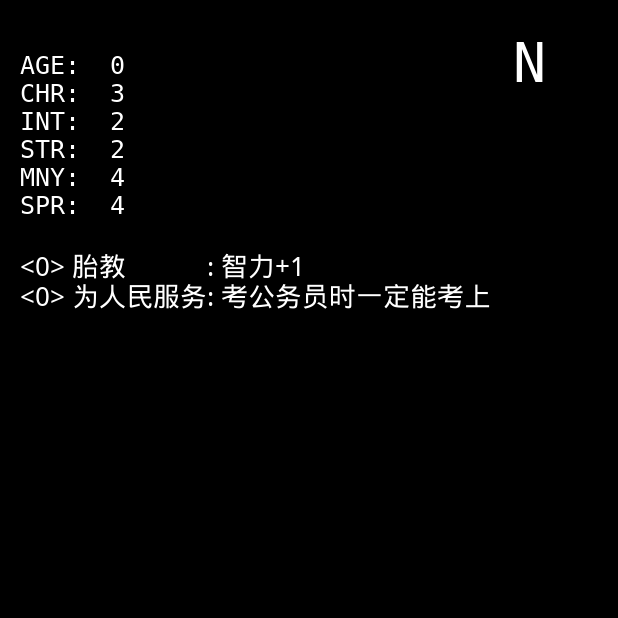 N
AGE: 0
CHR: 3
INT: 2
STR: 2
MNY: 4
SPR: 4
<0> 胎教 : 智力+1
<0> 为人民服务: 考公务员时一定能考上